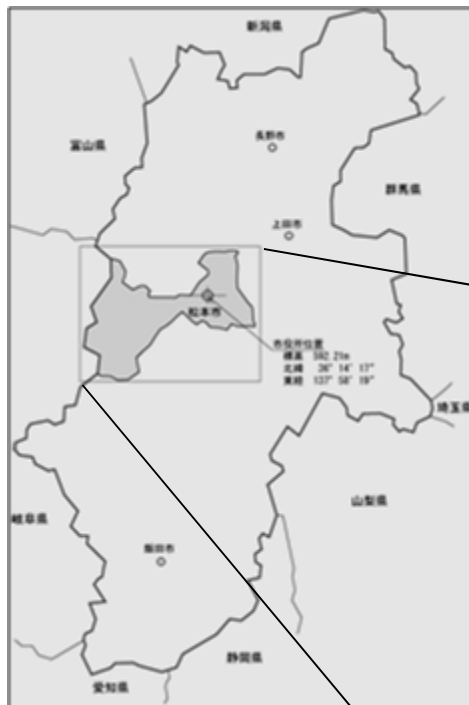 新潟県
長野市
富山県
群馬県
上田市
松本市
市役所位置
標高 592.21m
北緯 36° 14′ 17″
東経 137° 58′ 19″
埼玉県
山梨県
岐阜県
飯田市
静岡県
愛知県